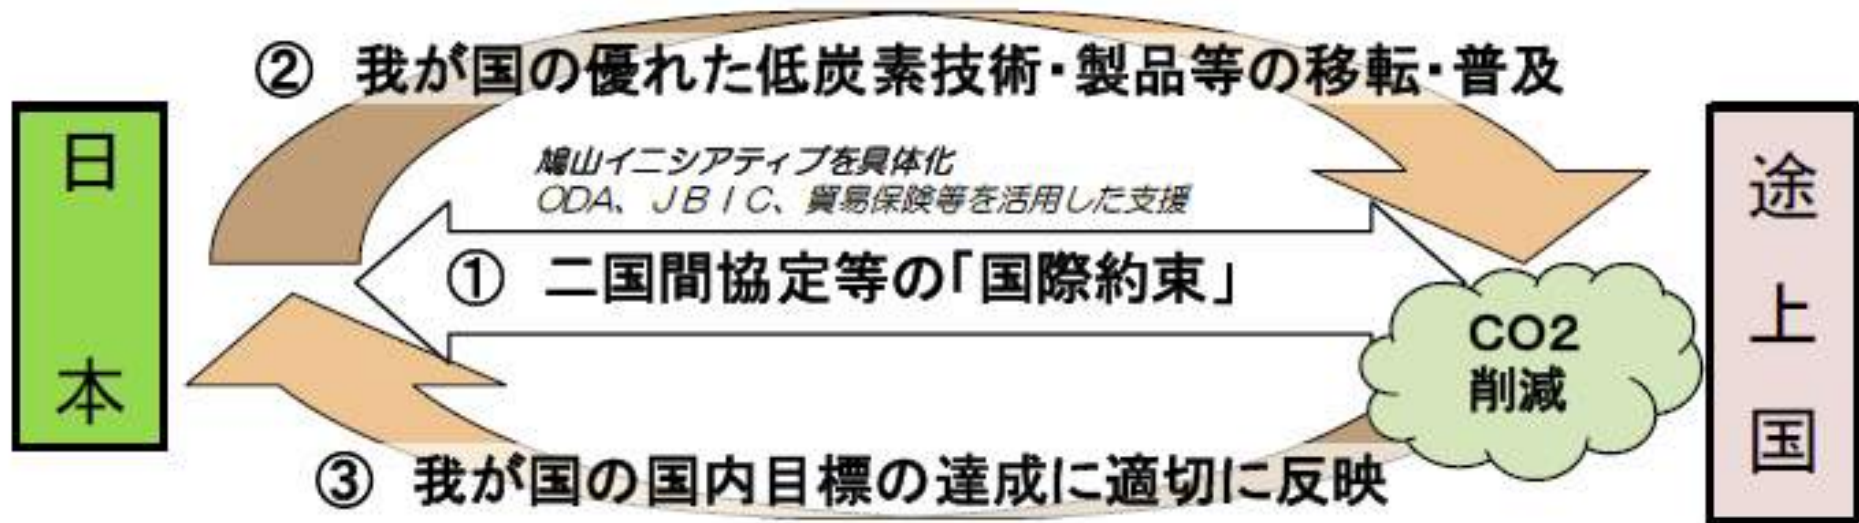 ② 我が国の優れた低炭素技術・製品等の移転・普及
日本
鳩山イニシアティブを具体化
ODA、JBIC、貿易保険等を活用した支援
① 二国間協定等の「国際約束」
CO2
削減
途上国
③ 我が国の国内目標の達成に適切に反映